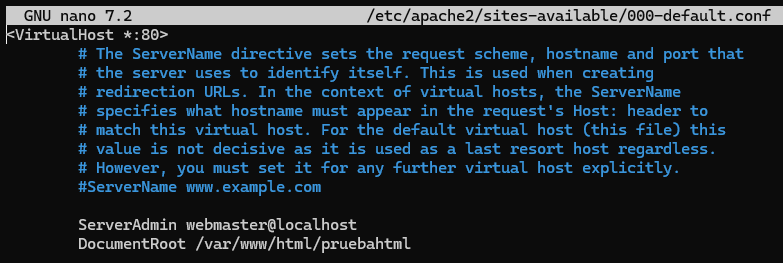 GNU nano 7.2 /etc/apache2/sites-available/000-default.conf
<VirtualHost *:80>
# The ServerName directive sets the request scheme, hostname and port that
# the server uses to identify itself. This is used when creating
# redirection URLs. In the context of virtual hosts, the ServerName
# specifies what hostname must appear in the request's Host: header to
# match this virtual host. For the default virtual host (this file) this
# value is not decisive as it is used as a last resort host regardless.
# However, you must set it for any further virtual host explicitly.
#ServerName www.example.com
ServerAdmin webmaster@localhost
DocumentRoot /var/www/html/pruebahtml